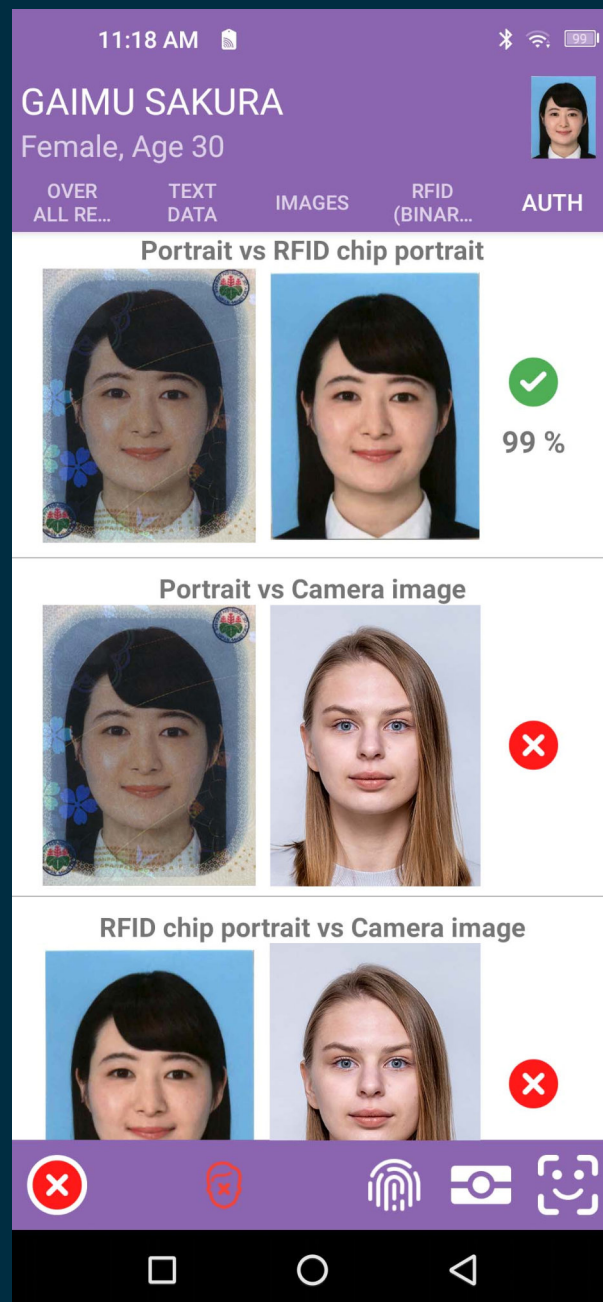 11:18 AM
99
GAIMU SAKURA
Female, Age 30
OVER
ALL RE...
TEXT
DATA
IMAGES
RFID
(BINAR...
AUTH
Portrait vs RFID chip portrait
99 %
Portrait vs Camera image
RFID chip portrait vs Camera image